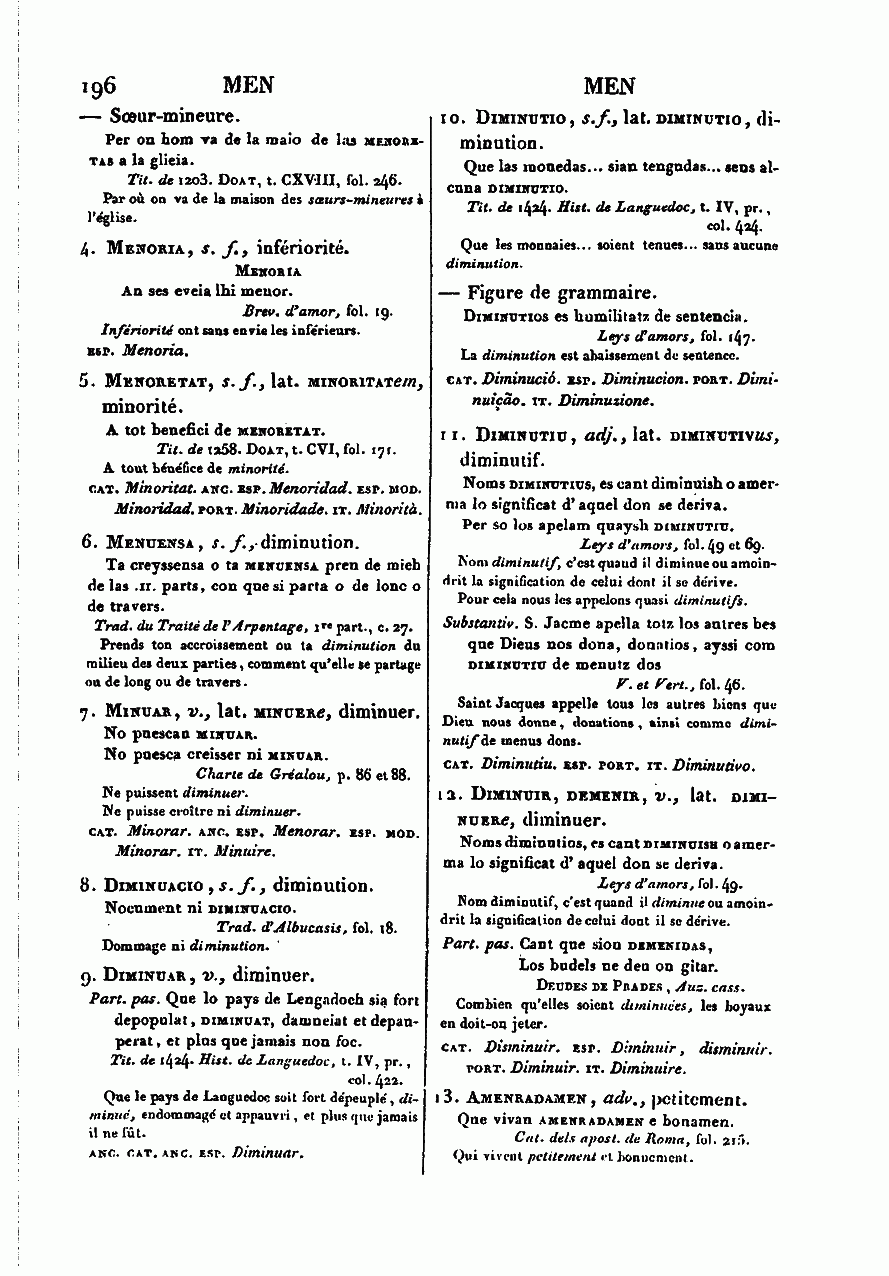 196 MEN MEN
— Sœur-mineure.
Per on hom va de la maio de las MENORE-
TAS a la glieia.
Tit. de 1203. DOAT, t. CXVIII, fol. 246.
Par où on va de la maison des sœurs-mineures à
l'église.
4. MENORIA, s. f., infériorité.
MENORIA
An ses eveia lhi menor.
Brev. d'amor, fol. 19.
Infériorité ont sans envie les inférieurs.
ESP. Menoria.
5. MENORETAT, s. f., lat. MINORITATem,
minorité.
A tot benefici de MENORETAT.
Tit. de 1258. DOAT, t. CVI, fol. 171.
A tout bénéfice de minorité.
CAT. Minoritat. ANC. ESP. Menoridad. ESP. MOD.
Minoridad. PORT. Minoridade. IT. Minorità.
6. MENUENSA, s. f., diminution.
Ta creyssensa o ta MENUENSA pren de mieh
de las .II. parts, con que si parta o de lonc o
de travers.
Trad. du Traité de l'Arpentage, 1re part., c. 27.
Prends ton accroissement ou ta diminution du
milieu des deux parties, comment qu'elle se partage
ou de long ou de travers.
7. MINUAR, v., lat. MINUERe, diminuer.
No puescan MINUAR.
No puesca creisser ni MINUAR.
Charte de Gréalou, p. 86 et 88.
Ne puissent diminuer.
Ne puisse croître ni diminuer.
CAT. Minorar. ANC. ESP. Menorar. ESP. MOD.
Minorar. IT. Minuire.
8. DIMINUACIO, s. f., diminution.
Nocument ni DIMINUACIO.
Trad. d'Albucasis, fol. 18.
Dommage ni diminution.
9. DIMINUAR, v., diminuer.
Part. pas. Que lo pays de Lengadoch sia fort
depopulat, DIMINUAT, damneiat et depau-
perat, et plus que jamais non foc.
Tit. de 1424. Hist. de Languedoc, t. IV, pr.,
col. 422.
Que le pays de Languedoc soit fort dépeuplé, di-
minué, endommagé et appauvri, et plus que jamais
il ne fût.
ANC. CAT. ANC. ESP. Diminuar.
10. DIMINUTIO, s. f., lat. DIMINUTIO, di-
minution.
Que las monedas... sian tengudas... sens al-
cuna DIMINUTIO.
Tit. de 1424. Hist. de Languedoc, t. IV, pr.,
col. 424.
Que les monnaies... soient tenues... sans aucune
diminution.
— Figure de grammaire.
DIMINUTIOS es humilitatz de sentencia.
Leys d'amors, fol. 147.
La diminution est abaissement de sentence.
CAT. Diminució. ESP. Diminucion. PORT. Dimi-
nuição. IT. Diminuzione.
11. DIMINUTIU, adj., lat. DIMINUTIVus,
diminutif.
Noms DIMINUTIUS, es cant diminuish o amer-
ma lo significat d'aquel don se deriva.
Per so los apelam quaysh DIMINUTIU.
Leys d'amors, fol. 49 et 69.
Nom diminutif, c'est quand il diminue ou amoin-
drit la signification de celui dont il se dérive.
Pour cela nous les appelons quasi diminutifs.
Substantiv. S. Jacme apella totz los autres bes
que Dieus nos dona, donatios, ayssi com
DIMINUTIU de menutz dos
V. et Vert., fol. 46.
Saint Jacques appelle tous les autres biens que
Dieu nous donne, donations, ainsi comme dimi-
nutif de menus dons.
CAT. Diminutiu. ESP. PORT. IT. Diminutivo.
12. DIMINUIR, DEMENIR, v., lat. DIMI-
NUERe, diminuer.
Noms diminutios, es cant DIMINUISH o amer-
ma lo significat d'aquel don se deriva.
Leys d'amors, fol. 49.
Nom diminutif, c'est quand il diminue ou amoin-
drit la signification de celui dont il se dérive.
Part. pas. Cant que sion DEMENIDAS,
Los budels ne deu on gitar.
DEUDES DE PRADES, Auz. cass.
Combien qu'elles soient diminuées, les boyaux
en doit-on jeter.
CAT. Disminuir. ESP. Diminuir, disminuir.
PORT. Diminuir. IT. Diminuire.
13. AMENRADAMEN, adv., petitement.
Que vivan AMENRADAMEN e bonamen.
Cat. dels apost. de Roma, fol. 215.
Qui vivent petitement et bonnement.